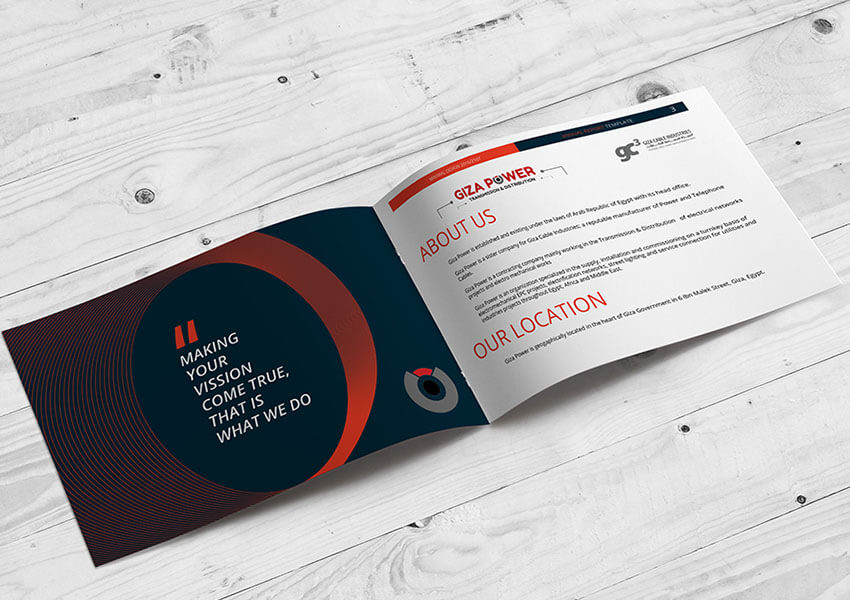 MAKING
YOUR
VISSION
COME TRUE,
THAT IS
WHAT WE DO
ANNUAL REPORT TEMPLATE
3
GIZA POWER
TRANSMISSION & DISTRIBUTION
gc3
GIZA CABLE INDUSTRIES
ABOUT US
Giza Power is established and existing under the laws of Arab Republic of Egypt with its head office.
Giza Power is a sister company for Giza Cable Industries; a reputable manufacturer of Power and Telephone
Cables.
Giza Power is a contracting company mainly working in the Transmission & Distribution of electrical networks
projects and electro mechanical works
Giza Power is an organization specialized in the supply, installation and commissioning on a turnkey basis of
electromechanical EPC projects, electrification networks, street lighting, and service connection for utilities and
industries projects throughout Egypt, Africa and Middle East.
OUR LOCATION
Giza Power is geographically located in the heart of Giza Government in 6 Ibn Malek Street, Giza, Egypt.